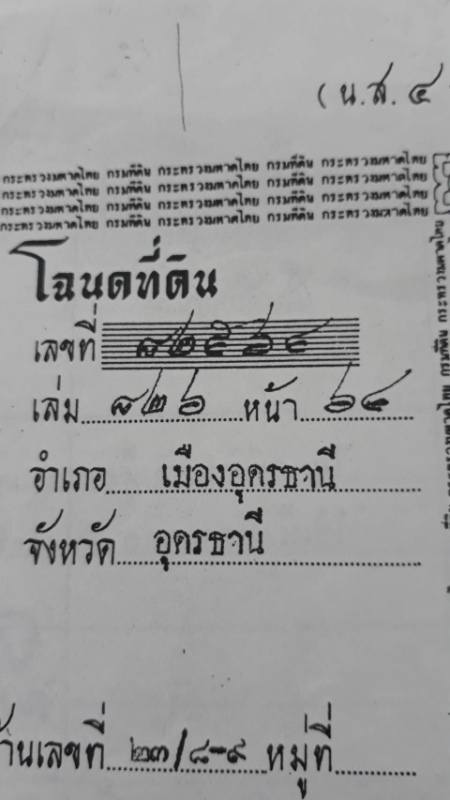 ( น.ส. ๔
กระทรวงมหาดไทย กรมที่ดิน กระทรวงมหาดไทย กรมที่ดิน กระทรวงมหาดไทย
กระทรวงมหาดไทย กรมที่ดิน กระทรวงมหาดไทย กรมที่ดิน กระทรวงมหาดไทย
กระทรวงมหาดไทย กรมที่ดิน กระทรวงมหาดไทย กรมที่ดิน กระทรวงมหาดไทย
กระทรวงมหาดไทย กรมที่ดิน กระทรวงมหาดไทย กรมที่ดิน กระทรวงมหาดไทย
โฉนดที่ดิน
เลขที่ ๘๒๕๖๔
เล่ม ๘๒๖ หน้า ๖๔
อำเภอ เมืองอุดรธานี
จังหวัด อุดรธานี
้านเลขที่ ๒๓/๘-๙ หมู่ที่